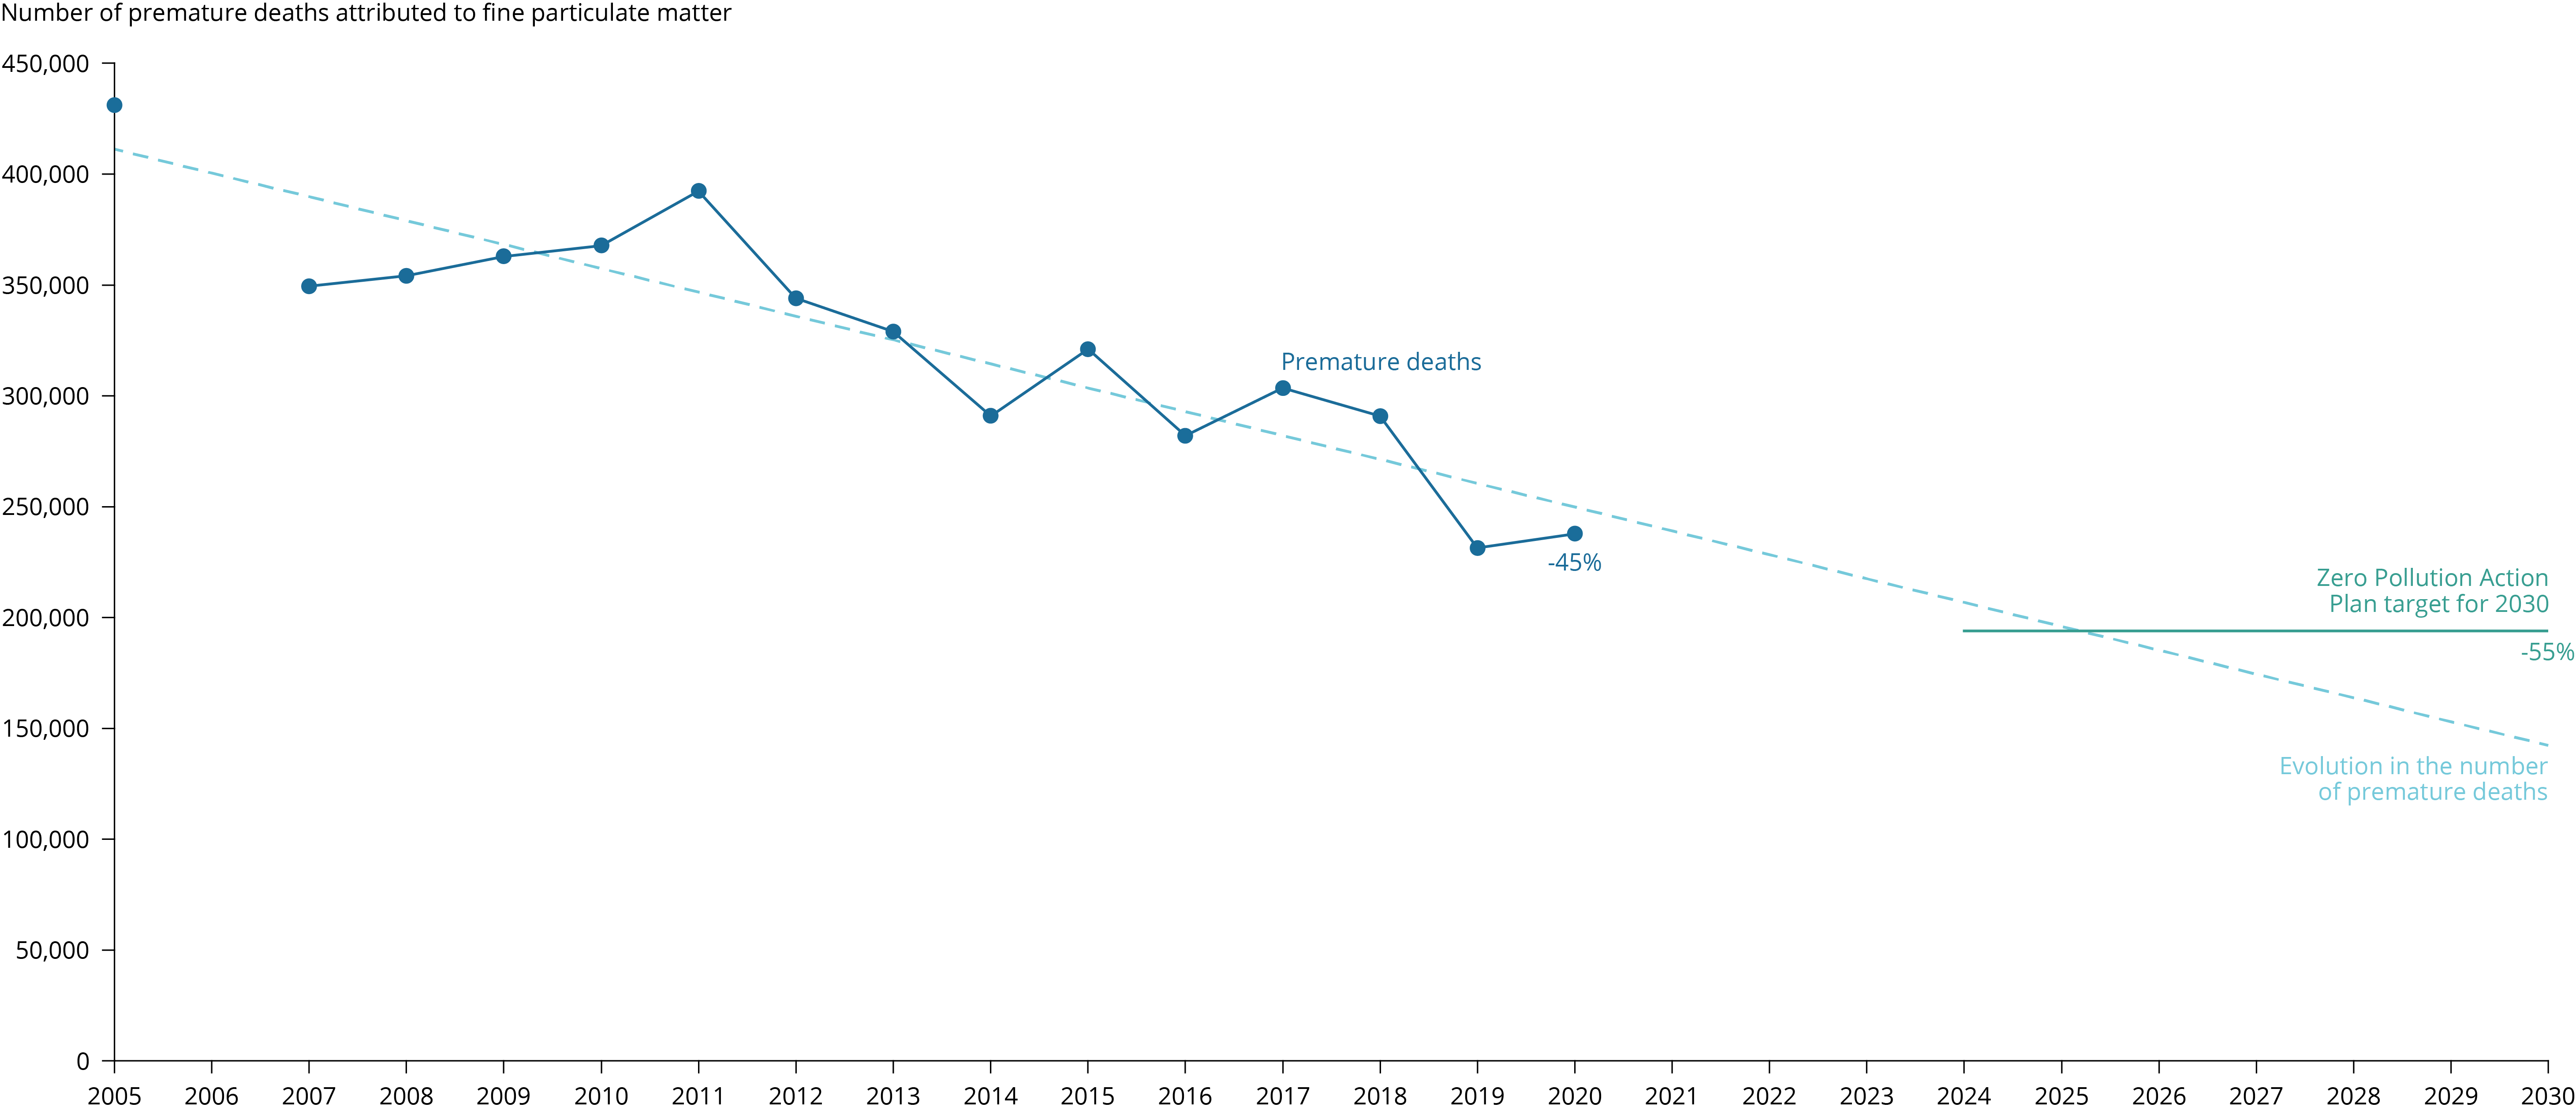 Number of premature deaths attributed to fine particulate matter
450,000
400,000
350,000
300,000
250,000
200,000
150,000
100,000
50,000
0
Premature deaths
-45%
Zero Pollution Action
Plan target for 2030
-55%
Evolution in the number
of premature deaths
2005 2006 2007 2008 2009 2010 2011 2012 2013 2014 2015 2016 2017 2018 2019 2020 2021 2022 2023 2024 2025 2026 2027 2028 2029 2030